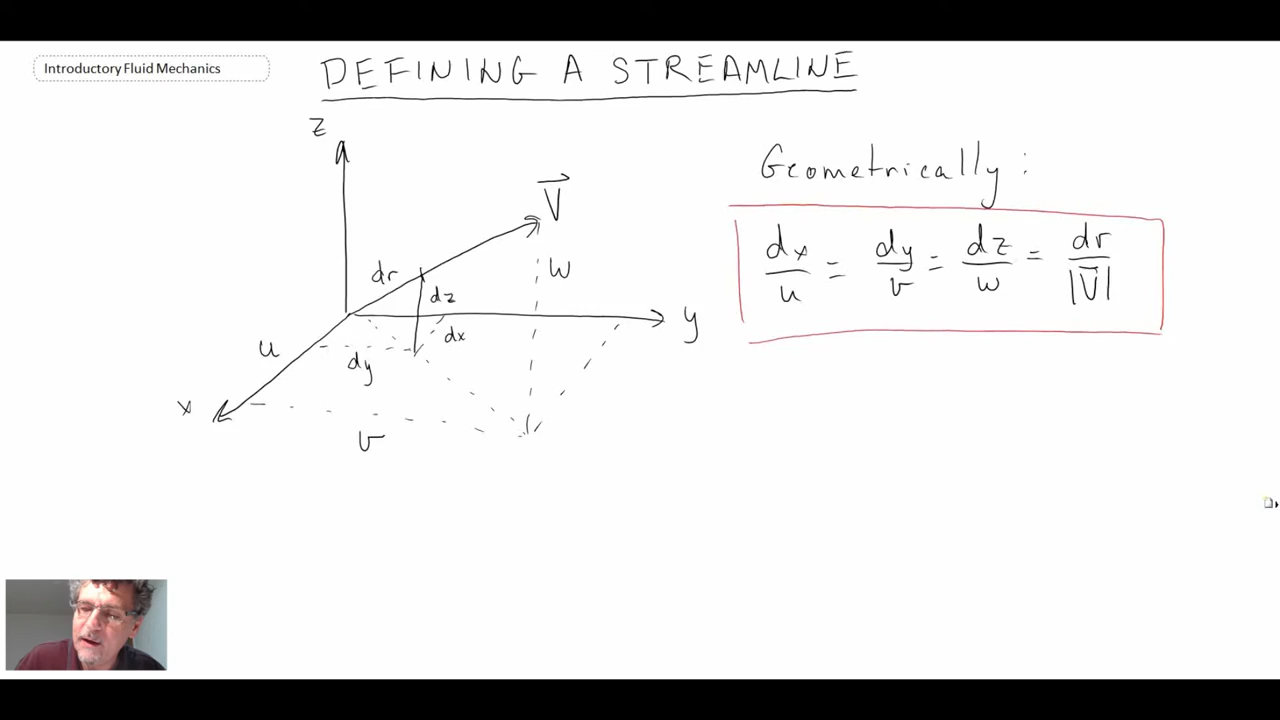 Introductory Fluid Mechanics
DEFINING A STREAMLINE
z
V⃗
Geometrically:
dx/u = dy/v = dz/w = dr/|V⃗|
dr
w
dz
dx
y
u
dy
x
v